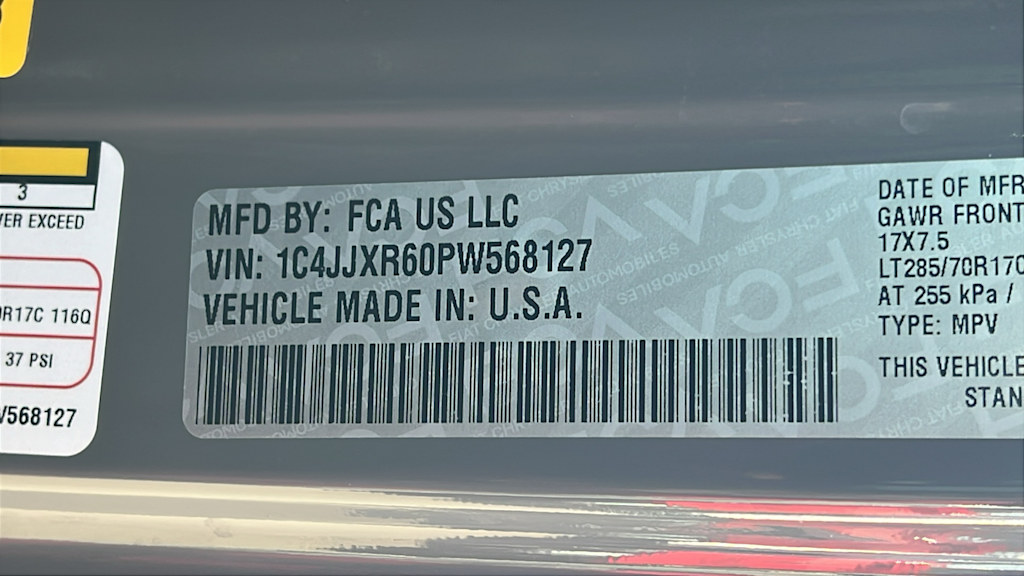 3
VER EXCEED
R17C 116Q
37 PSI
568127
MFD BY: FCA US LLC
VIN: 1C4JJXR60PW568127
VEHICLE MADE IN: U.S.A.
DATE OF MFR
GAWR FRONT
17X7.5
LT285/70R17C
AT 255 kPa /
TYPE: MPV
THIS VEHICLE
STAN